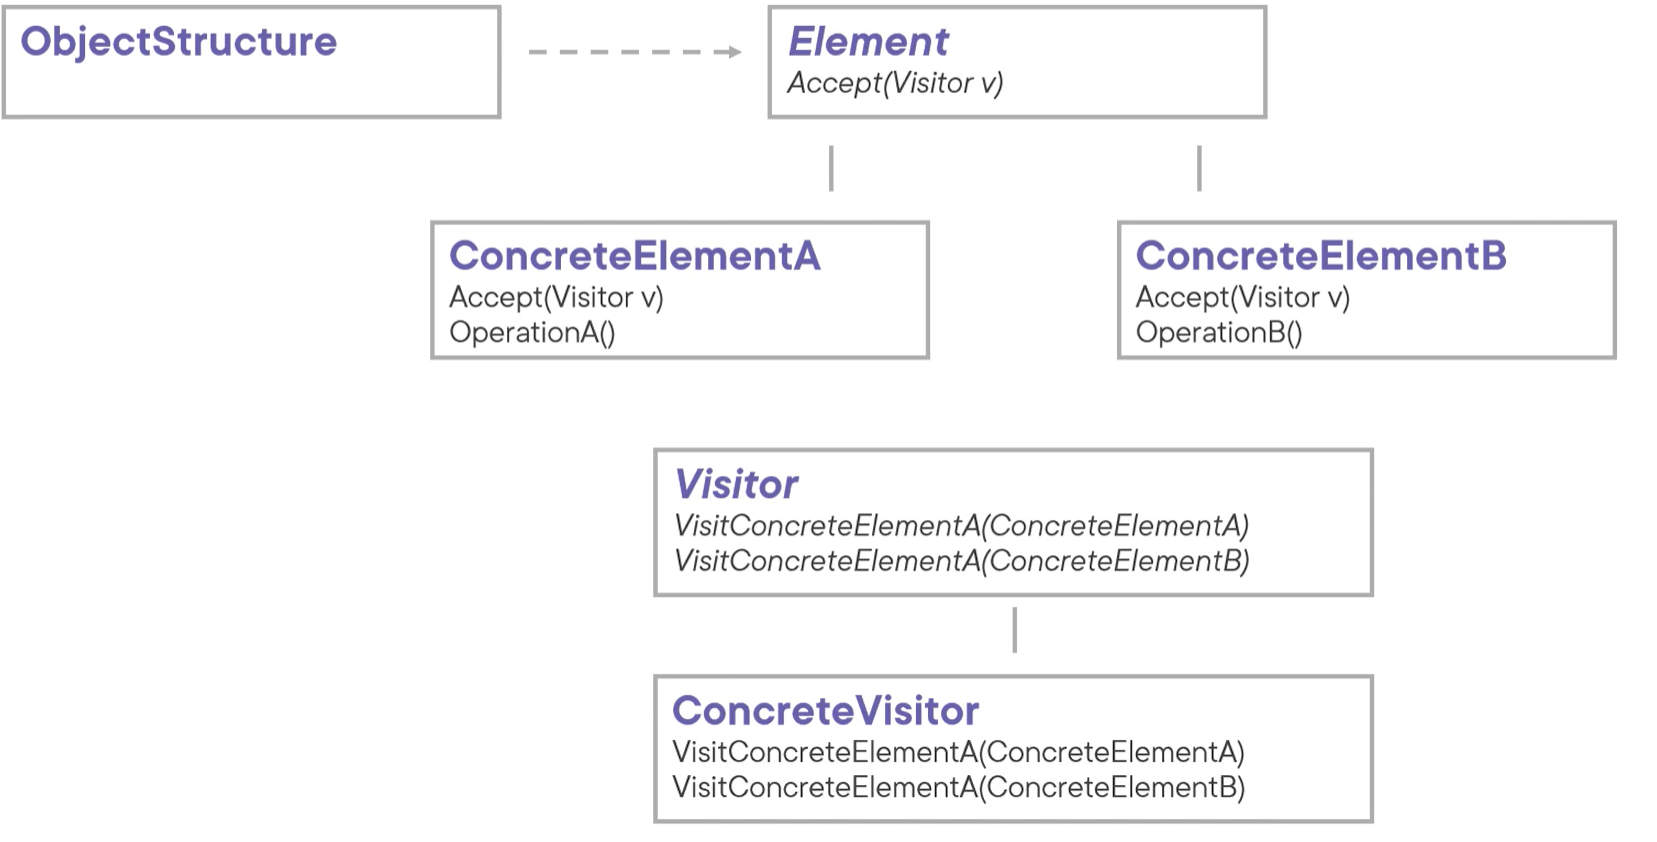 ObjectStructure
Element
Accept(Visitor v)
ConcreteElementA
Accept(Visitor v)
OperationA()
ConcreteElementB
Accept(Visitor v)
OperationB()
Visitor
VisitConcreteElementA(ConcreteElementA)
VisitConcreteElementA(ConcreteElementB)
ConcreteVisitor
VisitConcreteElementA(ConcreteElementA)
VisitConcreteElementA(ConcreteElementB)